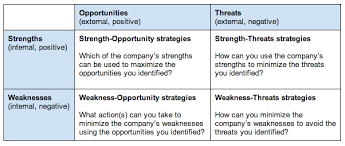 Opportunities
(external, positive)
Threats
(external, negative)
Strengths
(internal, positive)
Strength-Opportunity strategies
Which of the company's strengths
can be used to maximize the
opportunities you identified?
Strength-Threats strategies
How can you use the company's
strengths to minimize the threats
you identified?
Weaknesses
(internal, negative)
Weakness-Opportunity strategies
What action(s) can you take to
minimize the company's weaknesses
using the opportunities you identified?
Weakness-Threats strategies
How can you minimize the
company's weaknesses to avoid the
threats you identified?